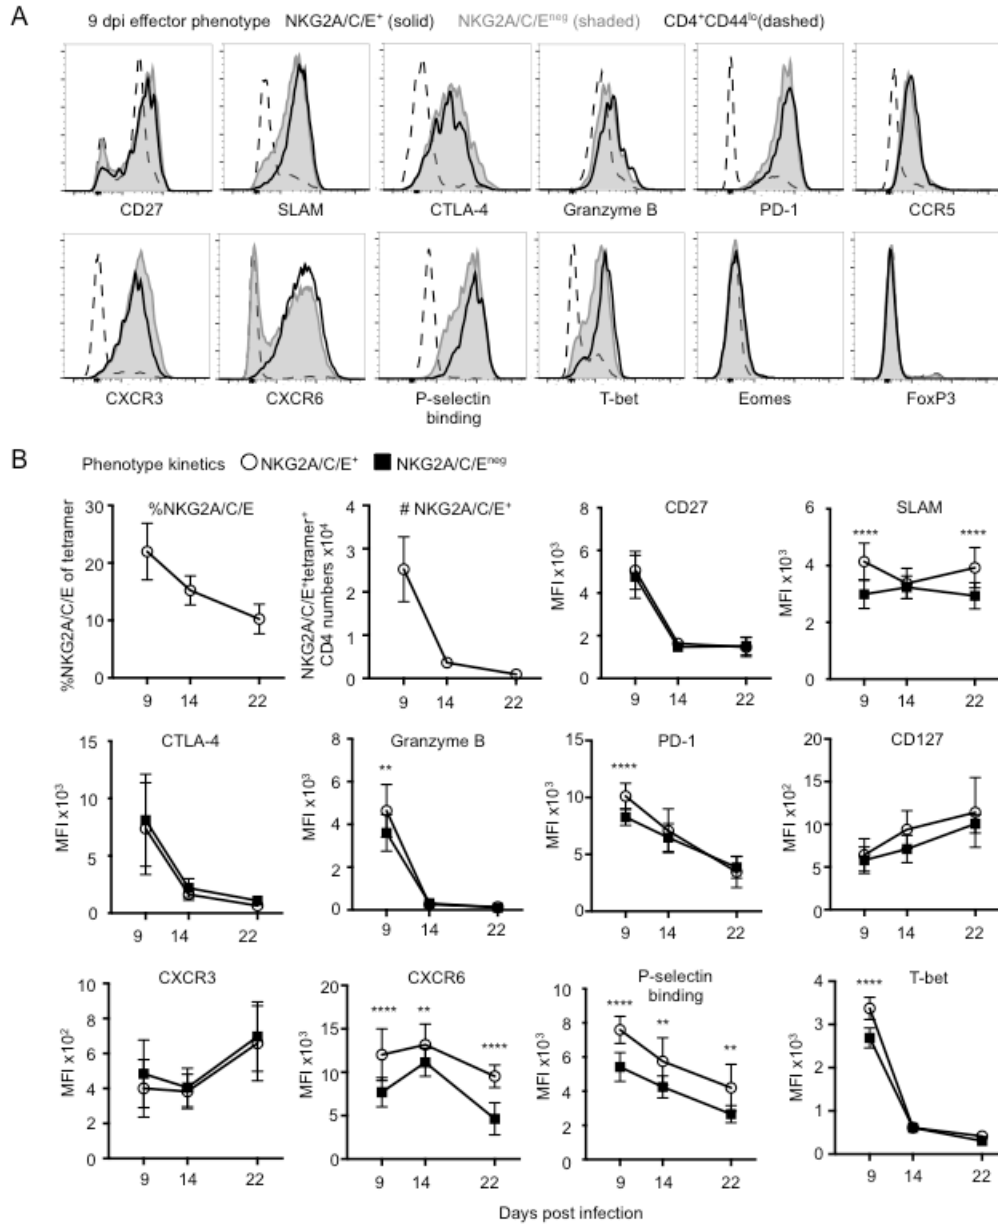 A
9 dpi effector phenotype NKG2A/C/E⁺ (solid) NKG2A/C/Eⁿᵉᵍ (shaded) CD4⁺CD44ˡᵒ(dashed)
CD27 SLAM CTLA-4 Granzyme B PD-1 CCR5
CXCR3 CXCR6 P-selectin binding T-bet Eomes FoxP3
B
Phenotype kinetics NKG2A/C/E⁺ NKG2A/C/Eⁿᵉᵍ
%NKG2A/C/E
%NKG2A/C/E of tetramer
30
20
10
0
9 14 22
# NKG2A/C/E⁺
NKG2A/C/E⁺tetramer⁺
CD4 numbers x10⁴
4
3
2
1
0
9 14 22
CD27
MFI x10³
8
6
4
2
0
9 14 22
SLAM
MFI x10³
6
5
3
2
0
**** ****
9 14 22
CTLA-4
MFI x10³
15
10
5
0
9 14 22
Granzyme B
MFI x10³
8
6
4
2
0
**
9 14 22
PD-1
MFI x10³
15
10
5
0
****
9 14 22
CD127
MFI x10²
20
15
10
5
0
9 14 22
CXCR3
MFI x10²
10
8
6
4
2
0
9 14 22
CXCR6
MFI x10³
20
15
10
5
0
**** ** ****
9 14 22
P-selectin
binding
MFI x10³
10
8
6
4
2
0
**** ** **
9 14 22
T-bet
MFI x10³
4
3
2
1
0
****
9 14 22
Days post infection